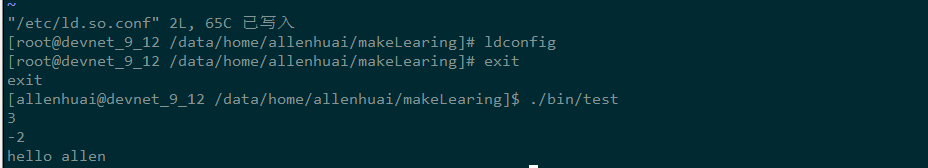 ~
"/etc/ld.so.conf" 2L, 65C 已写入
[root@devnet_9_12 /data/home/allenhuai/makeLearing]# ldconfig
[root@devnet_9_12 /data/home/allenhuai/makeLearing]# exit
exit
[allenhuai@devnet_9_12 /data/home/allenhuai/makeLearing]$ ./bin/test
3
-2
hello allen